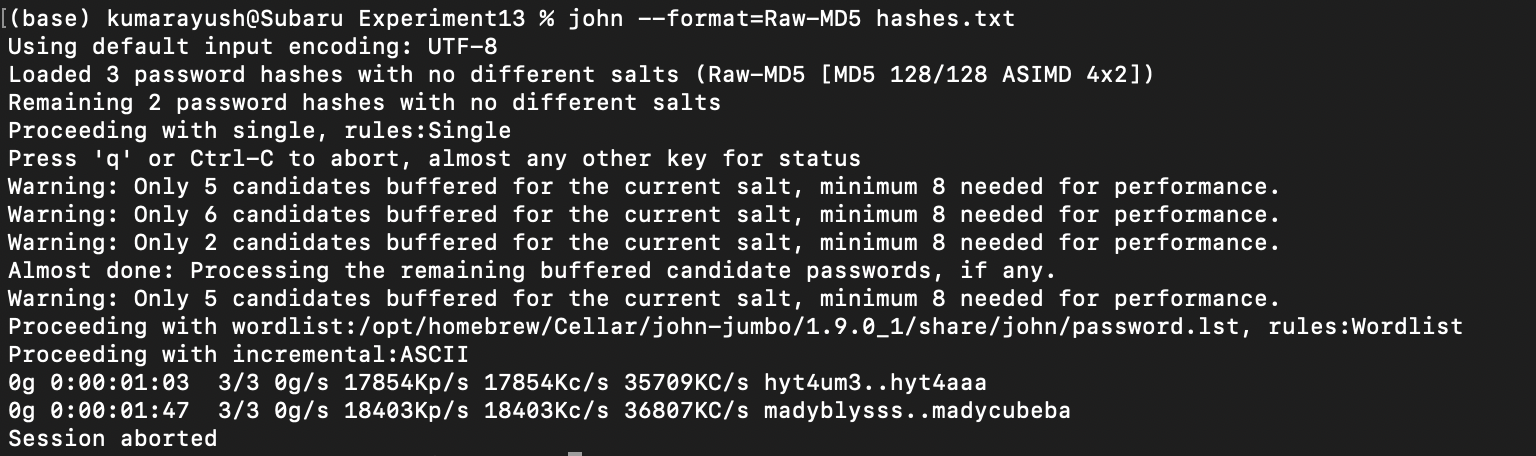 [(base) kumarayush@Subaru Experiment13 % john --format=Raw-MD5 hashes.txt
Using default input encoding: UTF-8
Loaded 3 password hashes with no different salts (Raw-MD5 [MD5 128/128 ASIMD 4x2])
Remaining 2 password hashes with no different salts
Proceeding with single, rules:Single
Press 'q' or Ctrl-C to abort, almost any other key for status
Warning: Only 5 candidates buffered for the current salt, minimum 8 needed for performance.
Warning: Only 6 candidates buffered for the current salt, minimum 8 needed for performance.
Warning: Only 2 candidates buffered for the current salt, minimum 8 needed for performance.
Almost done: Processing the remaining buffered candidate passwords, if any.
Warning: Only 5 candidates buffered for the current salt, minimum 8 needed for performance.
Proceeding with wordlist:/opt/homebrew/Cellar/john-jumbo/1.9.0_1/share/john/password.lst, rules:Wordlist
Proceeding with incremental:ASCII
0g 0:00:01:03  3/3 0g/s 17854Kp/s 17854Kc/s 35709KC/s hyt4um3..hyt4aaa
0g 0:00:01:47  3/3 0g/s 18403Kp/s 18403Kc/s 36807KC/s madyblysss..madycubeba
Session aborted